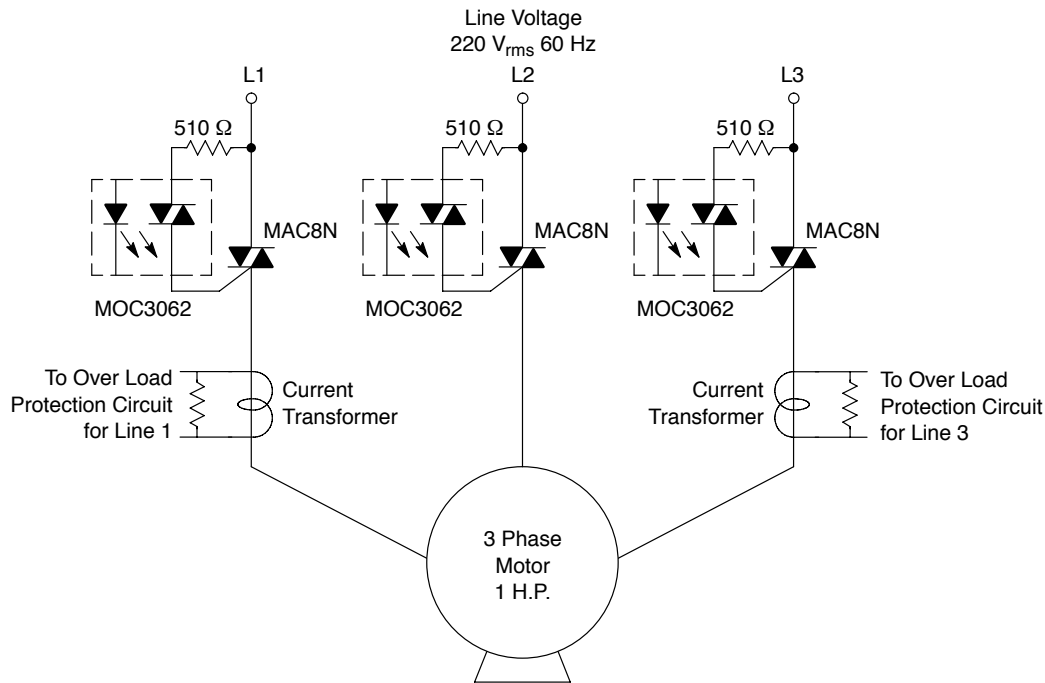 Line Voltage
220 Vrms 60 Hz
L1
L2
L3
510 Ω
510 Ω
510 Ω
MAC8N
MAC8N
MAC8N
MOC3062
MOC3062
MOC3062
To Over Load
Protection Circuit
for Line 1
Current
Transformer
Current
Transformer
To Over Load
Protection Circuit
for Line 3
3 Phase
Motor
1 H.P.